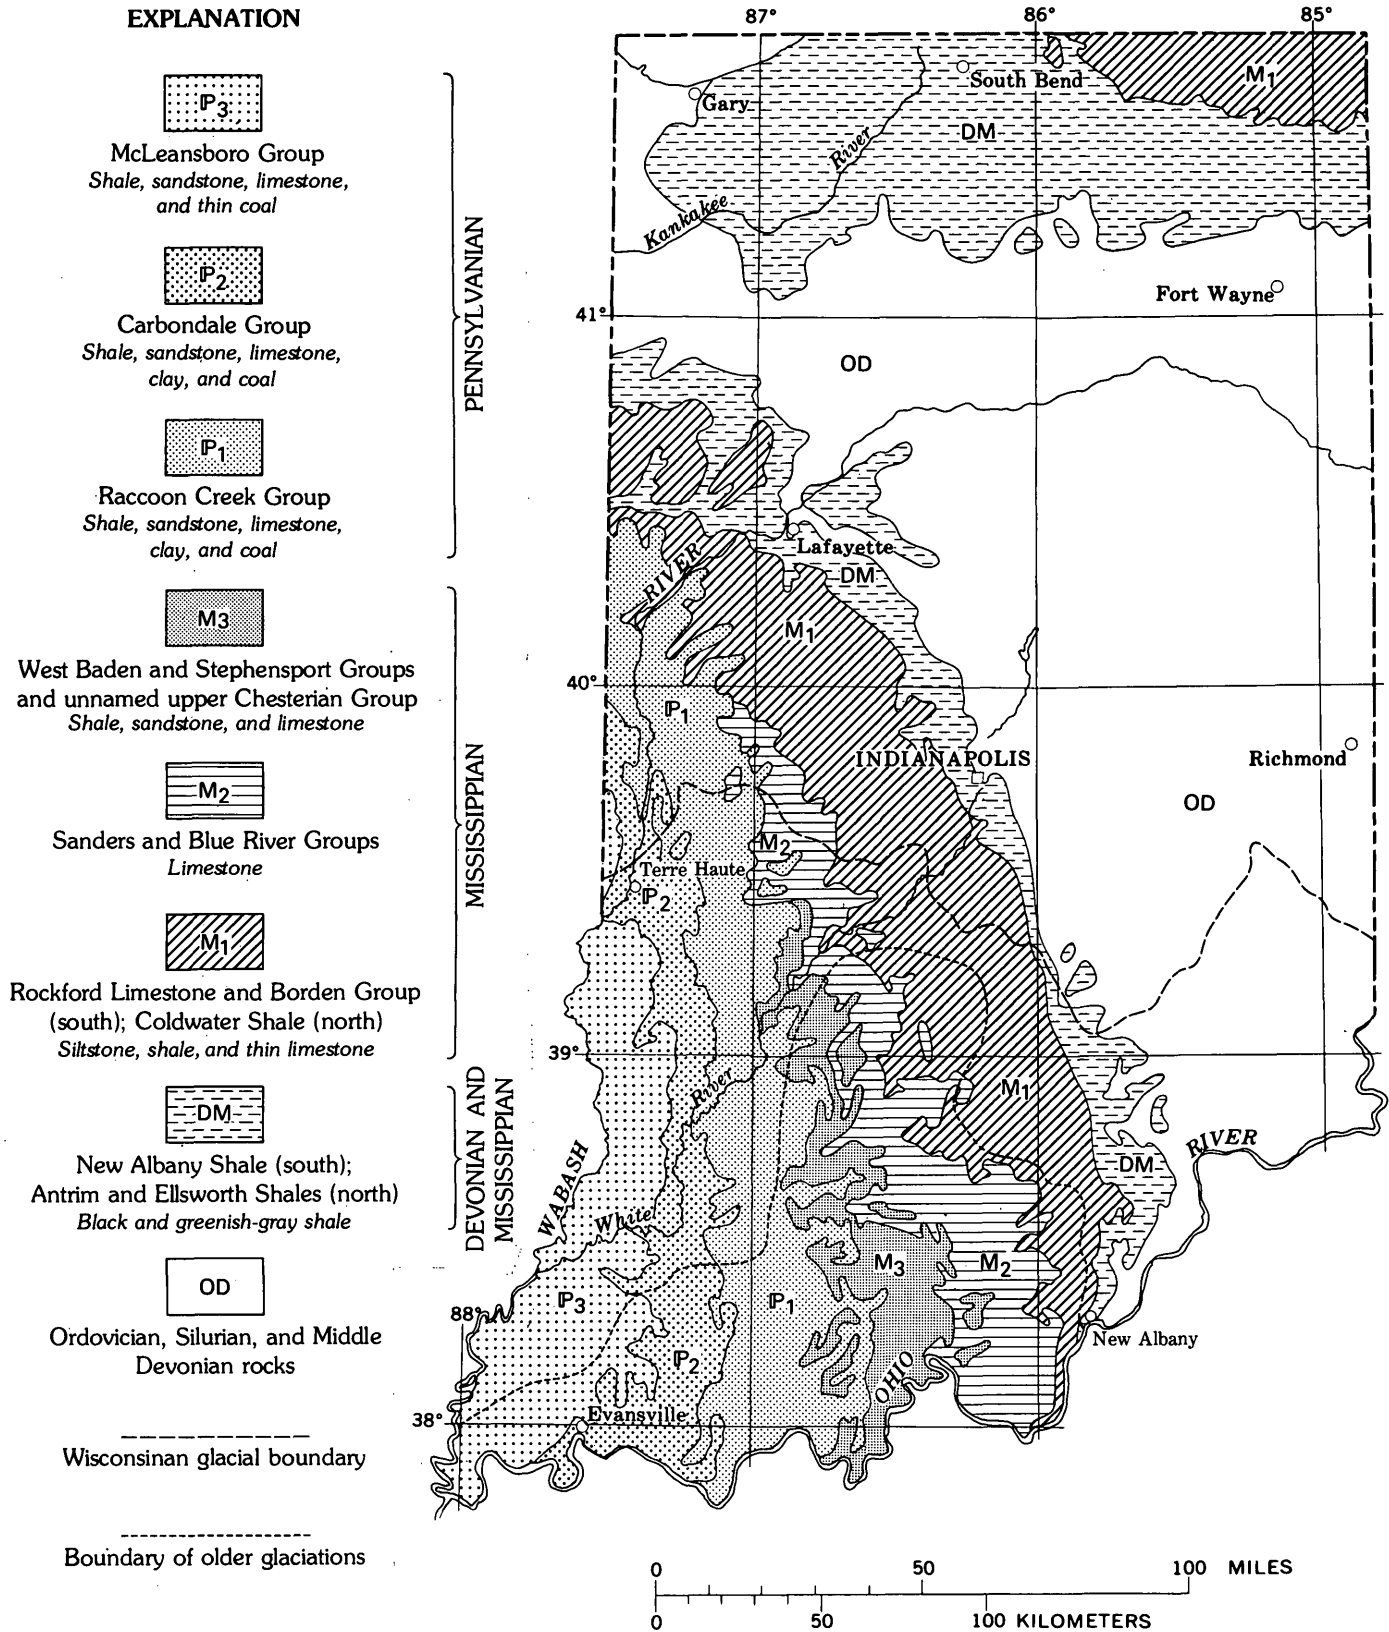 EXPLANATION
ℙ3
McLeansboro Group
Shale, sandstone, limestone,
and thin coal
ℙ2
Carbondale Group
Shale, sandstone, limestone,
clay, and coal
ℙ1
Raccoon Creek Group
Shale, sandstone, limestone,
clay, and coal
PENNSYLVANIAN
M3
West Baden and Stephensport Groups
and unnamed upper Chesterian Group
Shale, sandstone, and limestone
M2
Sanders and Blue River Groups
Limestone
M1
Rockford Limestone and Borden Group
(south); Coldwater Shale (north)
Siltstone, shale, and thin limestone
MISSISSIPPIAN
DM
New Albany Shale (south);
Antrim and Ellsworth Shales (north)
Black and greenish-gray shale
DEVONIAN AND
MISSISSIPPIAN
OD
Ordovician, Silurian, and Middle
Devonian rocks
Wisconsinan glacial boundary
Boundary of older glaciations
87°
86°
85°
South Bend
M1
Gary
DM
River
Kankakee
Fort Wayne
41°
OD
Lafayette
RIVER
DM
M1
40°
ℙ1
INDIANAPOLIS
Richmond
OD
M2
Terre Haute
ℙ2
39°
River
M1
RIVER
DM
WABASH
White
M3
M2
ℙ3
ℙ1
88°
New Albany
ℙ2
OHIO
38°
Evansville
0 50 100 MILES
0 50 100 KILOMETERS